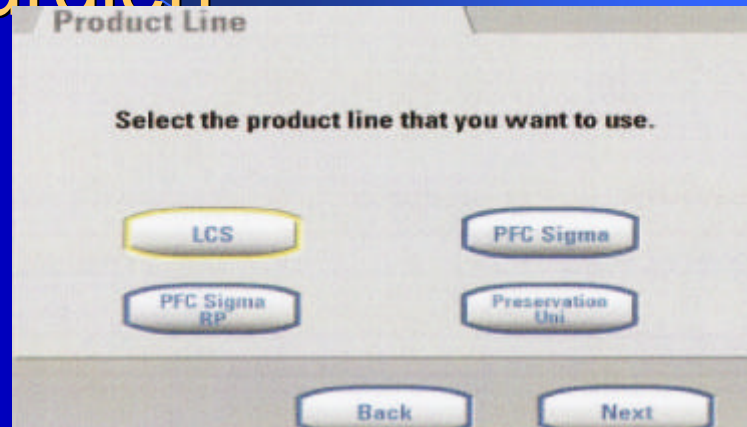 Product Line
Select the product line that you want to use.
LCS
PFC Sigma
PFC Sigma
RP
Preservation
Uni
Back
Next